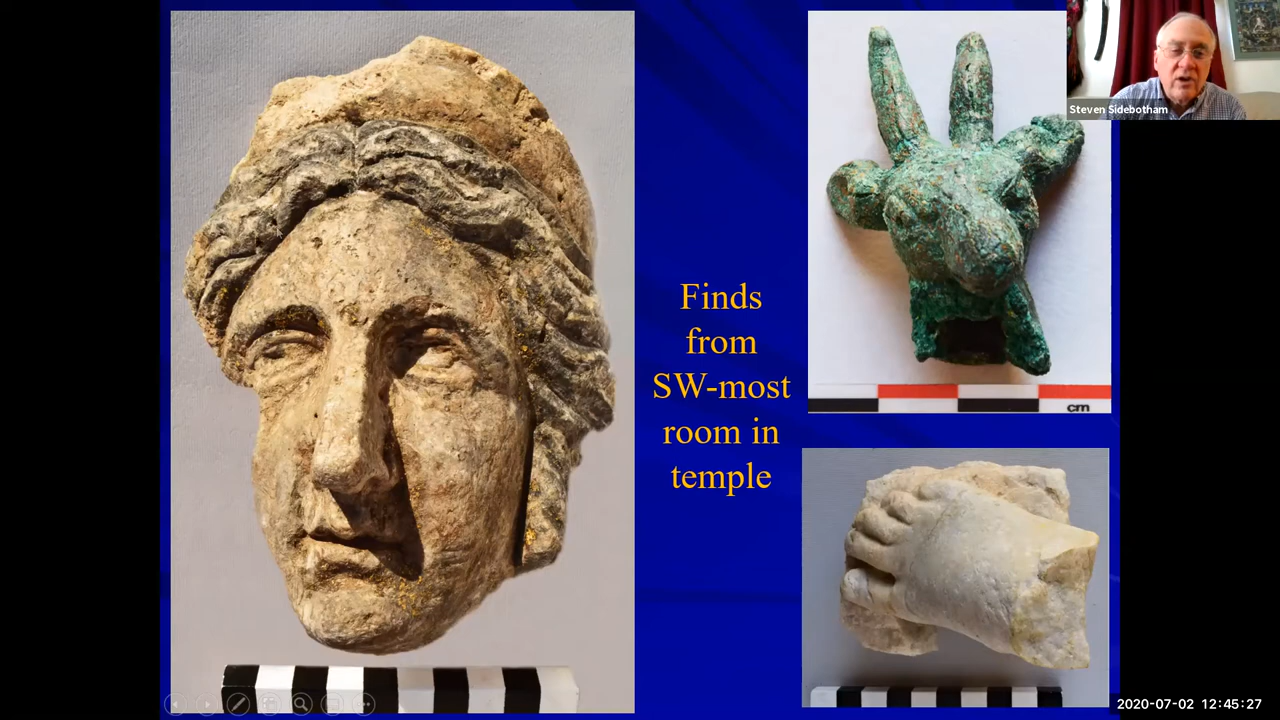 Finds
from
SW-most
room in
temple
cm
Steven Sidebotham
2020-07-02 12:45:27